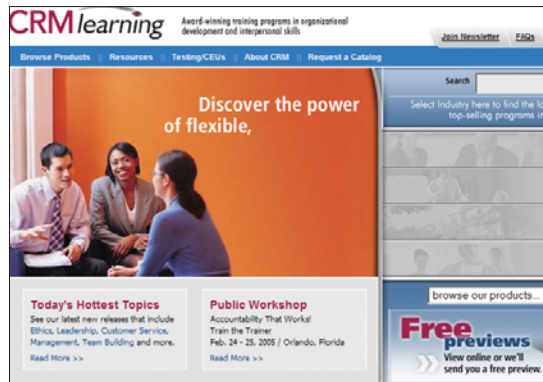 CRM learning
Award-winning training programs in organizational
development and interpersonal skills
Join Newsletter
FAQs
Browse Products || Resources || Testing/CEUs || About CRM || Request a Catalog
Discover the power
of flexible,
Search
Select Industry here to find the
top-selling programs
Today's Hottest Topics
See our latest new releases that include
Ethics, Leadership, Customer Service,
Management, Team Building and more.
Read More >>
Public Workshop
Accountability That Works!
Train the Trainer
Feb. 24 - 25, 2005 / Orlando, Florida
Read More >>
browse our products...
Free
previews
View online or we'll
send you a free preview.